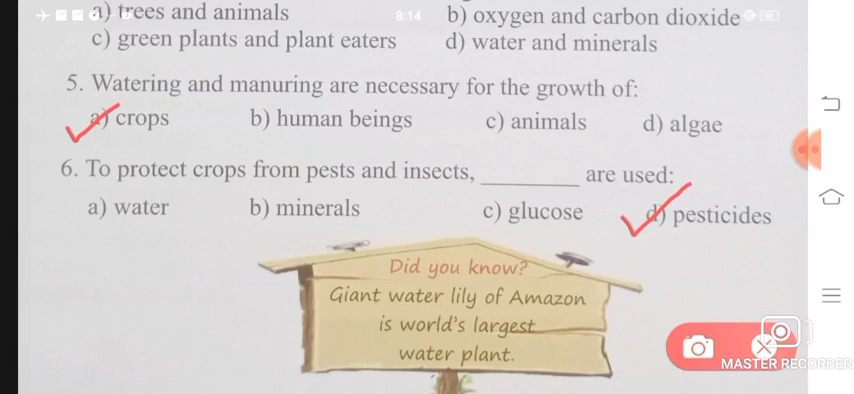 a) trees and animals b) oxygen and carbon dioxide
8:14
c) green plants and plant eaters d) water and minerals
5. Watering and manuring are necessary for the growth of:
a) crops b) human beings c) animals d) algae
6. To protect crops from pests and insects, ________ are used:
a) water b) minerals c) glucose d) pesticides
Did you know?
Giant water lily of Amazon
is world's largest
water plant.
MASTER RECORDER